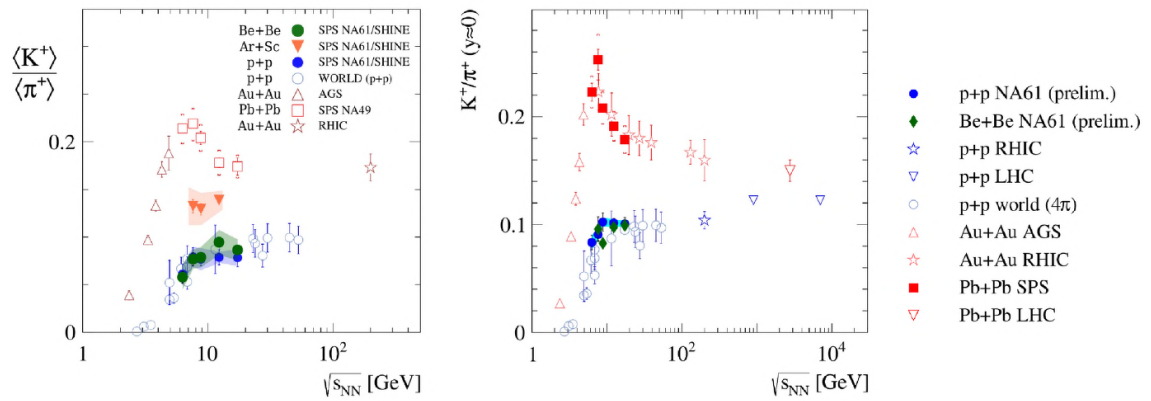 ⟨K⁺⟩
⟨π⁺⟩
Be+Be SPS NA61/SHINE
Ar+Sc SPS NA61/SHINE
p+p SPS NA61/SHINE
p+p WORLD (p+p)
Au+Au AGS
Pb+Pb SPS NA49
Au+Au RHIC
0.2
0
1
10
10²
√sNN [GeV]
K⁺/π⁺ (y≈0)
0.2
0.1
0
1
10²
10⁴
√sNN [GeV]
p+p NA61 (prelim.)
Be+Be NA61 (prelim.)
p+p RHIC
p+p LHC
p+p world (4π)
Au+Au AGS
Au+Au RHIC
Pb+Pb SPS
Pb+Pb LHC